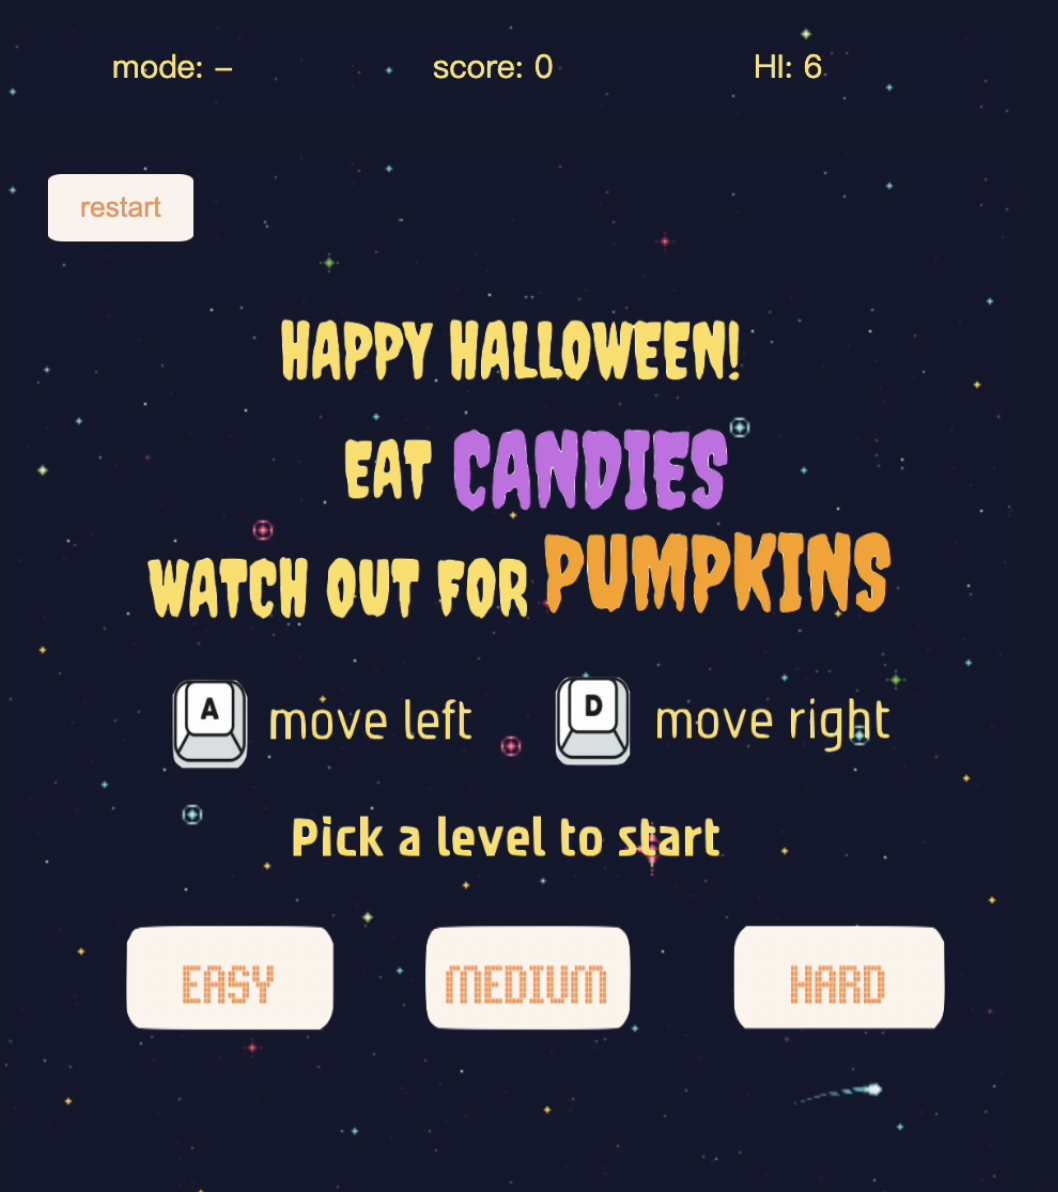 mode: – score: 0 HI: 6
restart
HAPPY HALLOWEEN!
EAT CANDIES
WATCH OUT FOR PUMPKINS
A move left D move right
Pick a level to start
EASY MEDIUM HARD